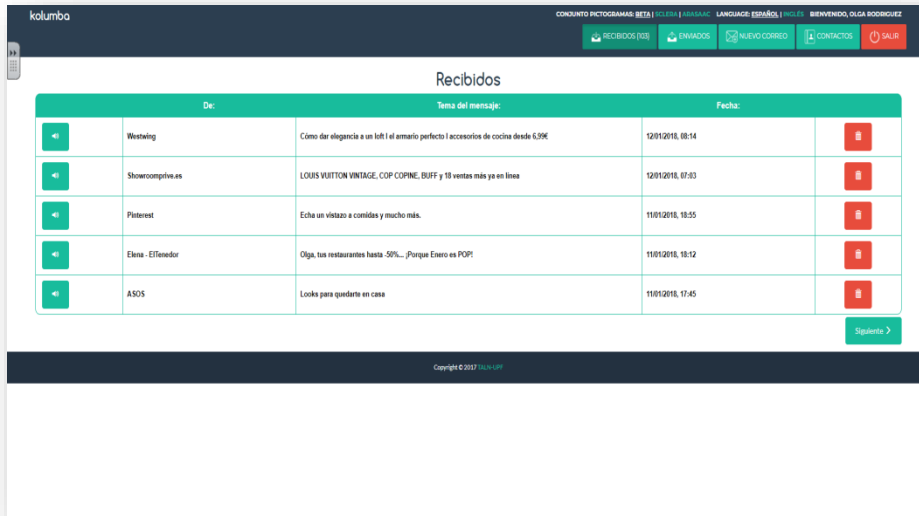 kolumba
CONJUNTO PICTOGRAMAS: BETA | SCLERA | ARASAAC LANGUAGE: ESPAÑOL | INGLÉS BIENVENIDO, OLGA RODRIGUEZ
RECIBIDOS [103] ENVIADOS NUEVO CORREO CONTACTOS SALIR
Recibidos
De: Tema del mensaje: Fecha:
Westwing Cómo dar elegancia a un loft I el armario perfecto I accesorios de cocina desde 6,99€ 12/01/2018, 08:14
Showroomprive.es LOUIS VUITTON VINTAGE, COP COPINE, BUFF y 18 ventas más ya en línea 12/01/2018, 07:03
Pinterest Echa un vistazo a comidas y mucho más. 11/01/2018, 18:55
Elena - ElTenedor Olga, tus restaurantes hasta -50%... ¡Porque Enero es POP! 11/01/2018, 18:12
ASOS Looks para quedarte en casa 11/01/2018, 17:45
Siguiente
Copyright © 2017 TALN-UPF